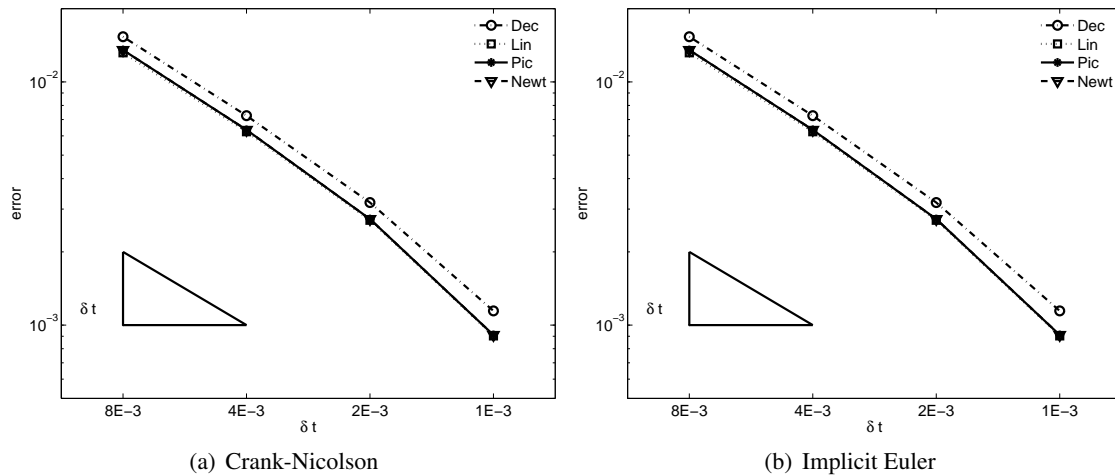 Dec
Lin
Pic
Newt
10⁻²
10⁻³
error
δ t
8E−3
4E−3
2E−3
1E−3
δ t
(a) Crank-Nicolson
Dec
Lin
Pic
Newt
10⁻²
10⁻³
error
δ t
8E−3
4E−3
2E−3
1E−3
δ t
(b) Implicit Euler